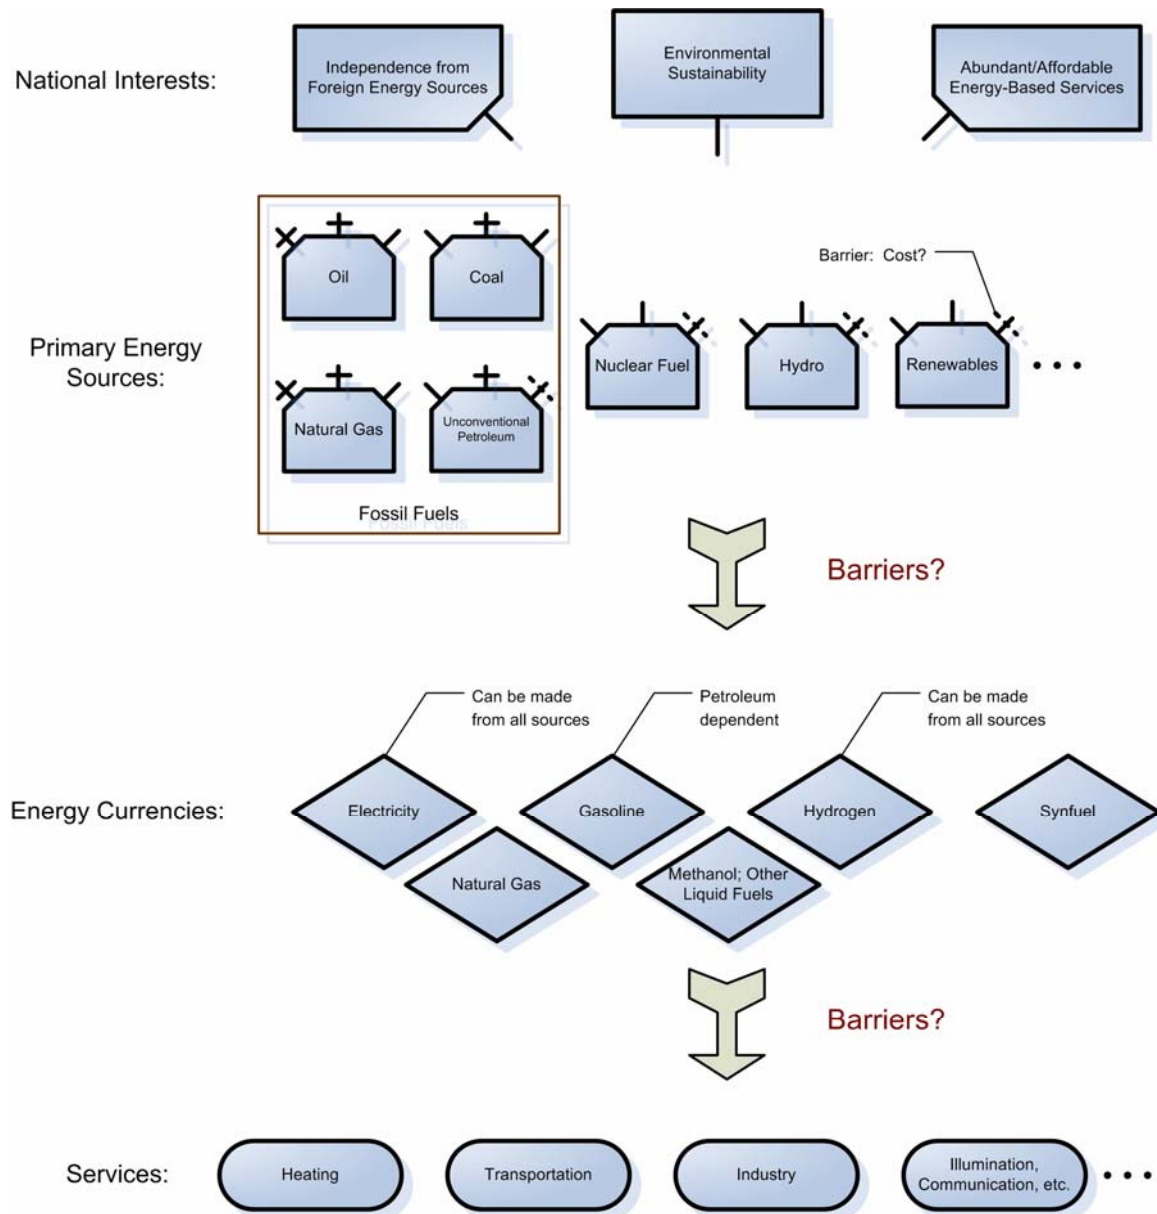 National Interests:
Independence from
Foreign Energy Sources
Environmental
Sustainability
Abundant/Affordable
Energy-Based Services
Primary Energy
Sources:
Oil
Coal
Natural Gas
Unconventional
Petroleum
Fossil Fuels
Nuclear Fuel
Hydro
Renewables
Barrier: Cost?
Barriers?
Can be made
from all sources
Petroleum
dependent
Can be made
from all sources
Energy Currencies:
Electricity
Gasoline
Hydrogen
Synfuel
Natural Gas
Methanol; Other
Liquid Fuels
Barriers?
Services:
Heating
Transportation
Industry
Illumination,
Communication, etc.